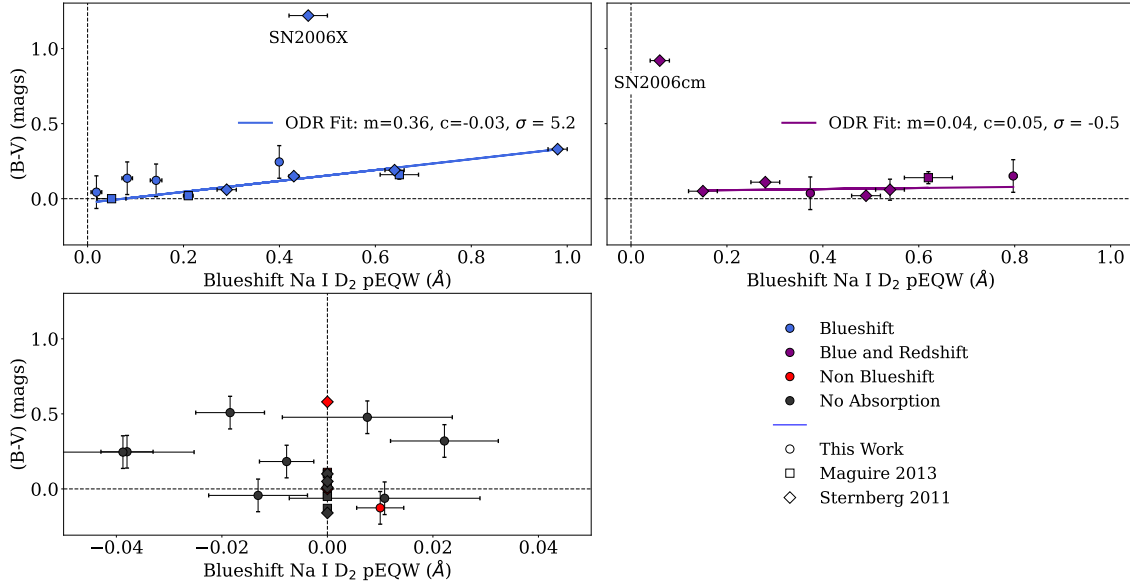 1.0
0.5
0.0
(B-V) (mags)
SN2006X
ODR Fit: m=0.36, c=-0.03, σ = 5.2
0.0 0.2 0.4 0.6 0.8 1.0
Blueshift Na I D₂ pEQW (Å)
SN2006cm
ODR Fit: m=0.04, c=0.05, σ = -0.5
0.0 0.2 0.4 0.6 0.8 1.0
Blueshift Na I D₂ pEQW (Å)
1.0
0.5
0.0
(B-V) (mags)
−0.04 −0.02 0.00 0.02 0.04
Blueshift Na I D₂ pEQW (Å)
Blueshift
Blue and Redshift
Non Blueshift
No Absorption
This Work
Maguire 2013
Sternberg 2011